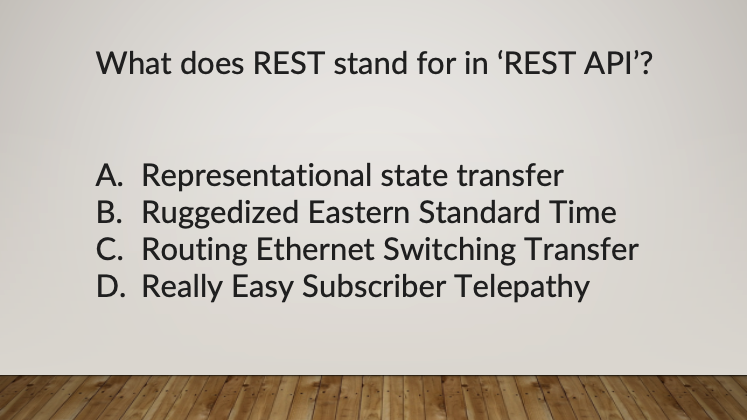 What does REST stand for in ‘REST API’?
A. Representational state transfer
B. Ruggedized Eastern Standard Time
C. Routing Ethernet Switching Transfer
D. Really Easy Subscriber Telepathy